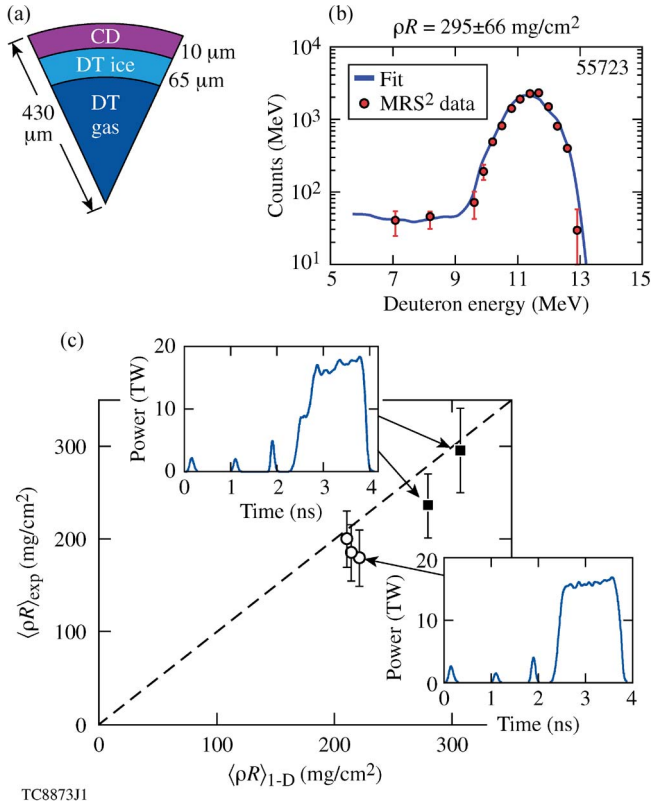 (a)
CD
DT ice
DT
gas
10 μm
65 μm
430
μm
(b)
ρR = 295±66 mg/cm²
55723
Fit
MRS² data
Counts (MeV)
10⁴
10³
10²
10¹
5 7 9 11 13 15
Deuteron energy (MeV)
(c)
Power (TW)
20
10
0
0 1 2 3 4
Time (ns)
⟨ρR⟩exp (mg/cm²)
300
200
100
0
0 100 200 300
⟨ρR⟩1-D (mg/cm²)
Power (TW)
20
10
0
0 1 2 3 4
Time (ns)
TC8873J1